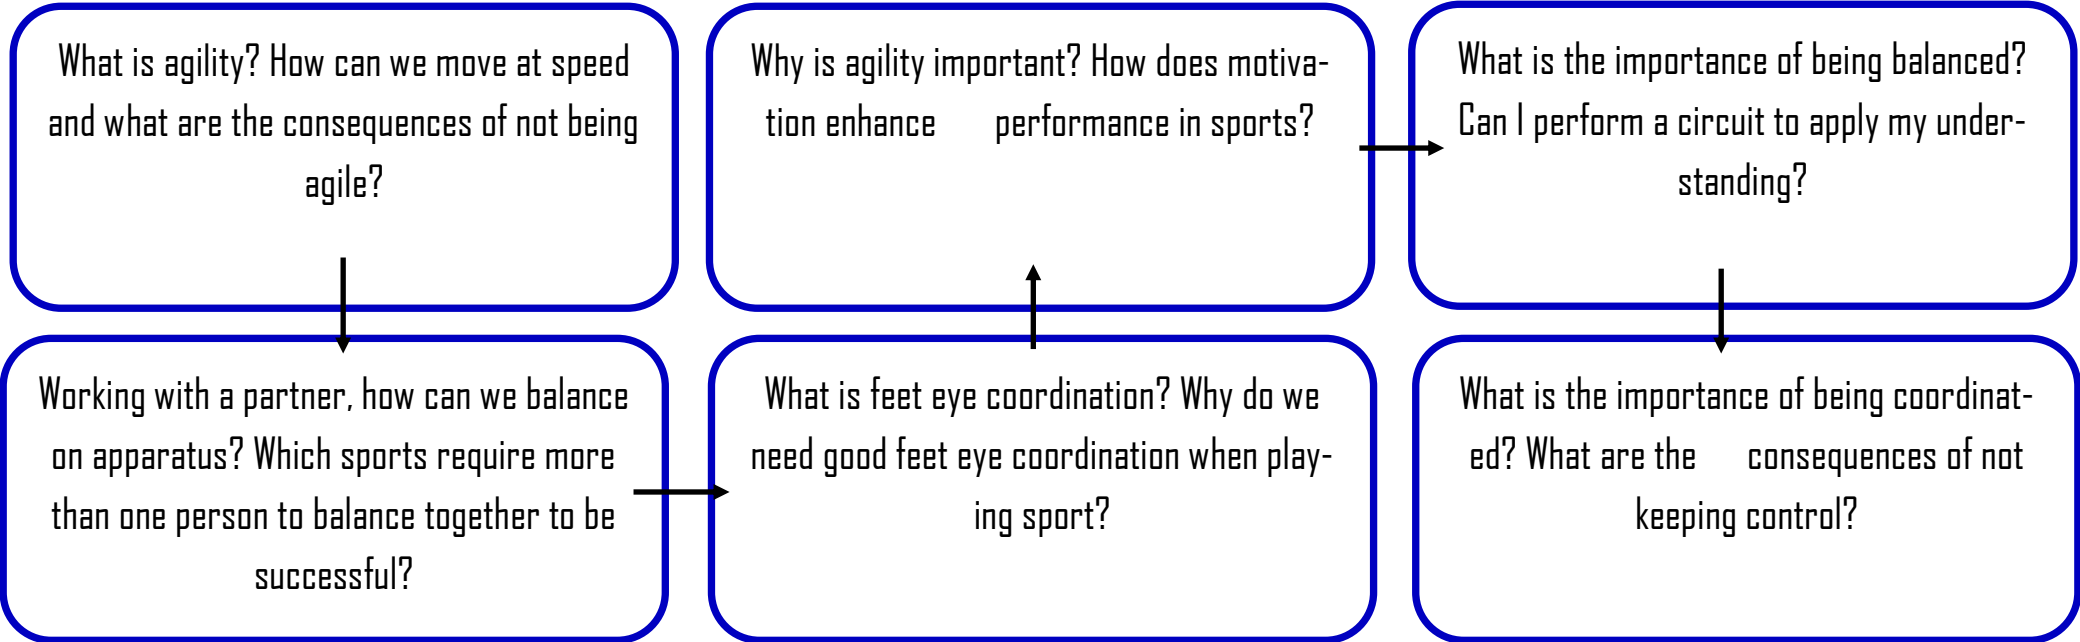 What is agility? How can we move at speed
and what are the consequences of not being
agile?
Working with a partner, how can we balance
on apparatus? Which sports require more
than one person to balance together to be
successful?
What is feet eye coordination? Why do we
need good feet eye coordination when play-
ing sport?
Why is agility important? How does motiva-
tion enhance performance in sports?
What is the importance of being balanced?
Can I perform a circuit to apply my under-
standing?
What is the importance of being coordinat-
ed? What are the consequences of not
keeping control?